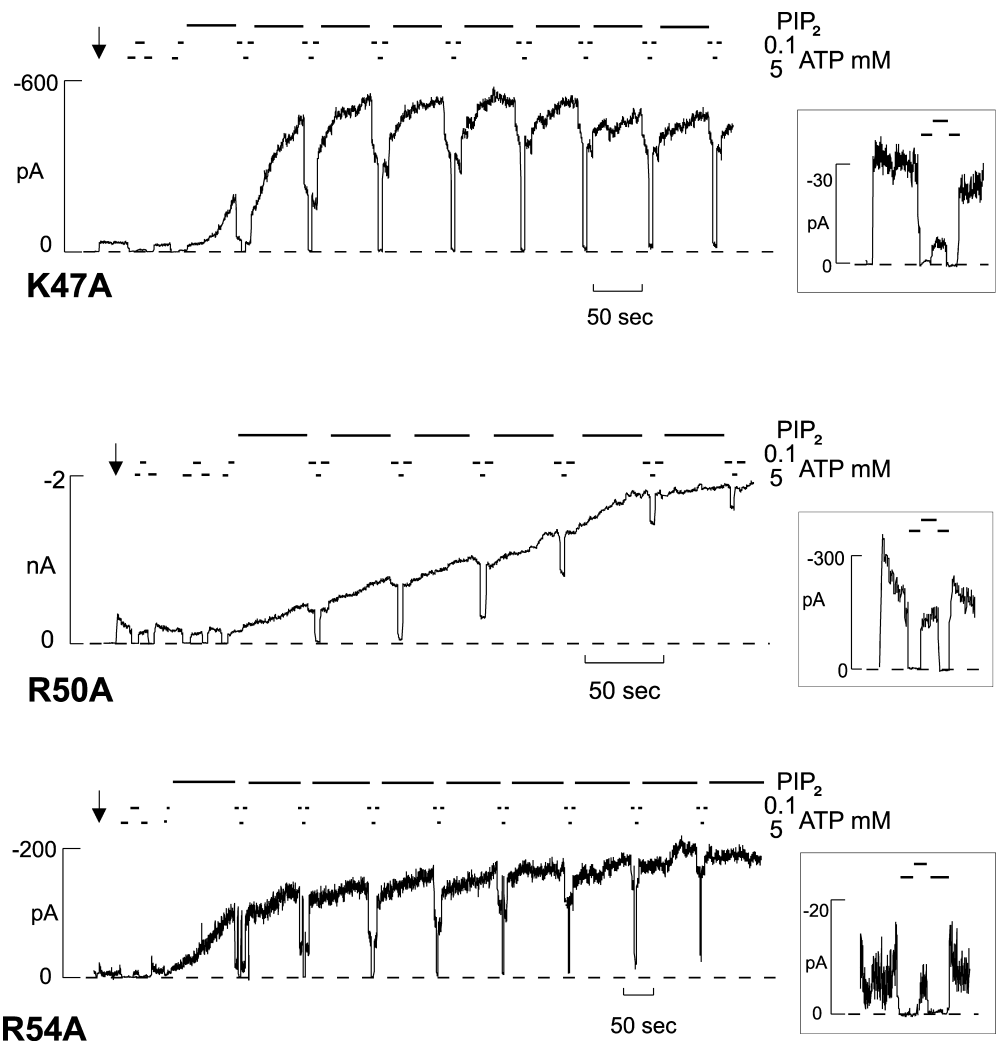 PIP2
0.1
5 ATP mM
-600
pA
0
K47A
50 sec
-30
pA
0
PIP2
0.1
5 ATP mM
-2
nA
0
R50A
50 sec
-300
pA
0
PIP2
0.1
5 ATP mM
-200
pA
0
R54A
50 sec
-20
pA
0